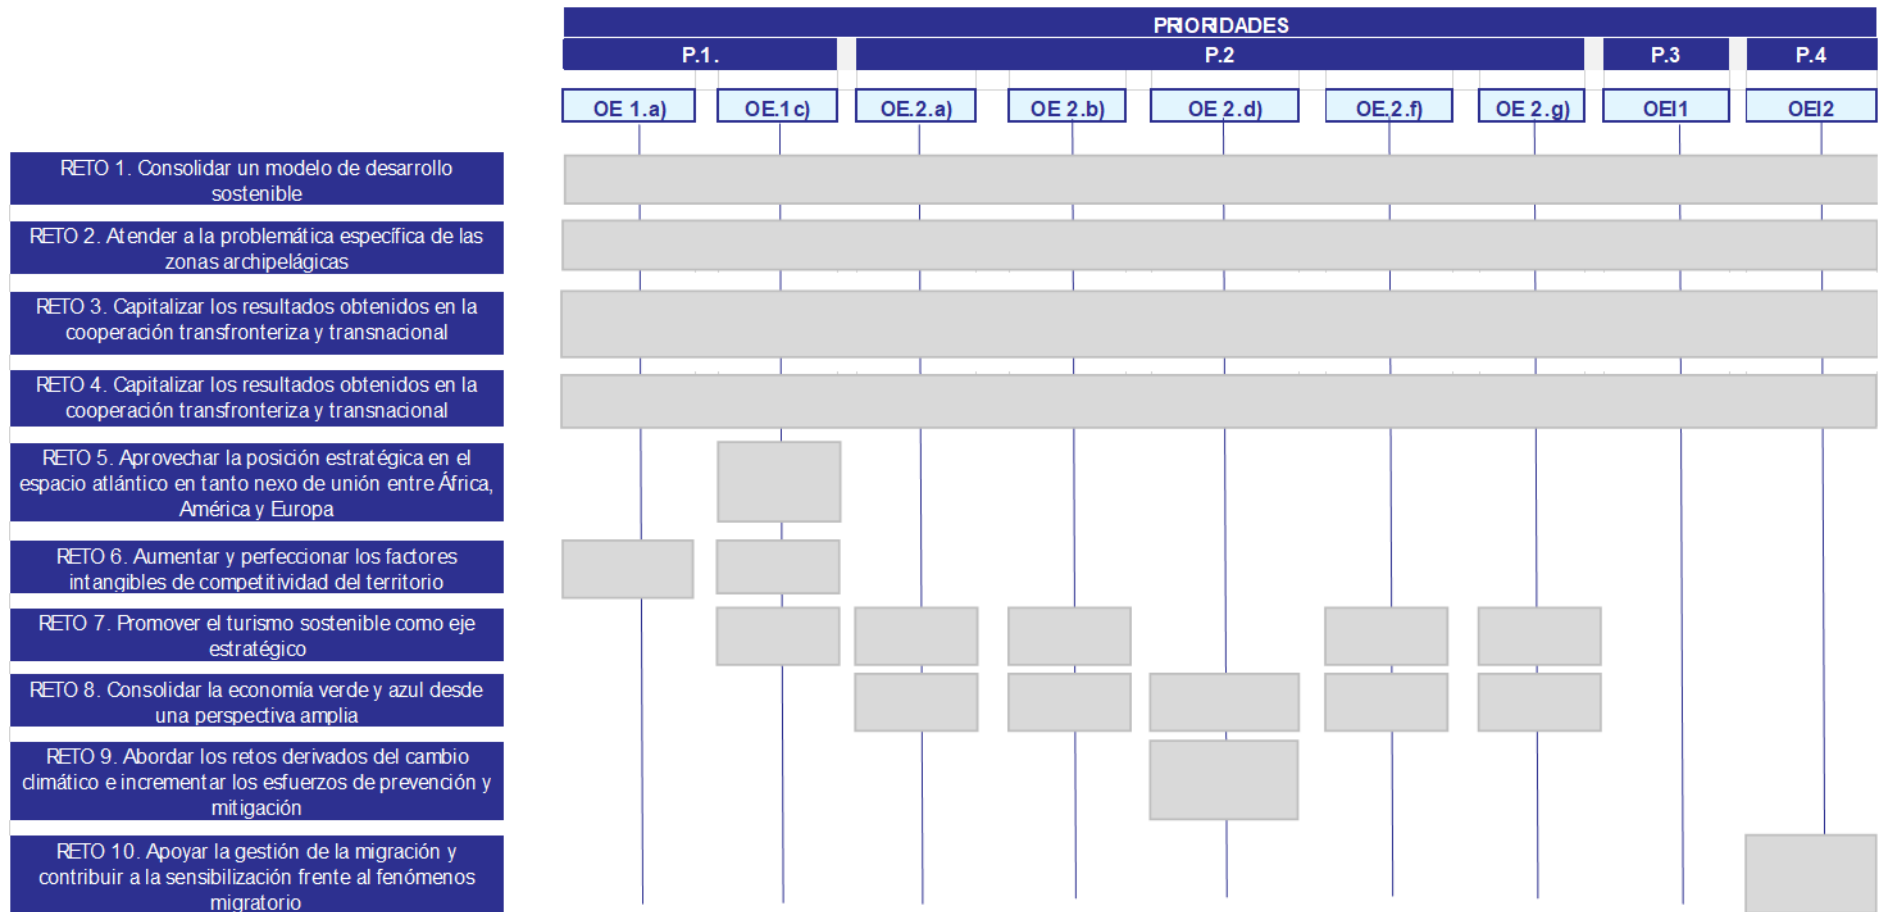 PRIORIDADES
P.1.
P.2
P.3
P.4
OE 1.a)
OE.1c)
OE.2.a)
OE 2.b)
OE 2.d)
OE.2.f)
OE 2.g)
OEI1
OEI2
RETO 1. Consolidar un modelo de desarrollo
sostenible
RETO 2. Atender a la problemática específica de las
zonas archipelágicas
RETO 3. Capitalizar los resultados obtenidos en la
cooperación transfronteriza y transnacional
RETO 4. Capitalizar los resultados obtenidos en la
cooperación transfronteriza y transnacional
RETO 5. Aprovechar la posición estratégica en el
espacio atlántico en tanto nexo de unión entre África,
América y Europa
RETO 6. Aumentar y perfeccionar los factores
intangibles de competitividad del territorio
RETO 7. Promover el turismo sostenible como eje
estratégico
RETO 8. Consolidar la economía verde y azul desde
una perspectiva amplia
RETO 9. Abordar los retos derivados del cambio
climático e incrementar los esfuerzos de prevención y
mitigación
RETO 10. Apoyar la gestión de la migración y
contribuir a la sensibilización frente al fenómenos
migratorio